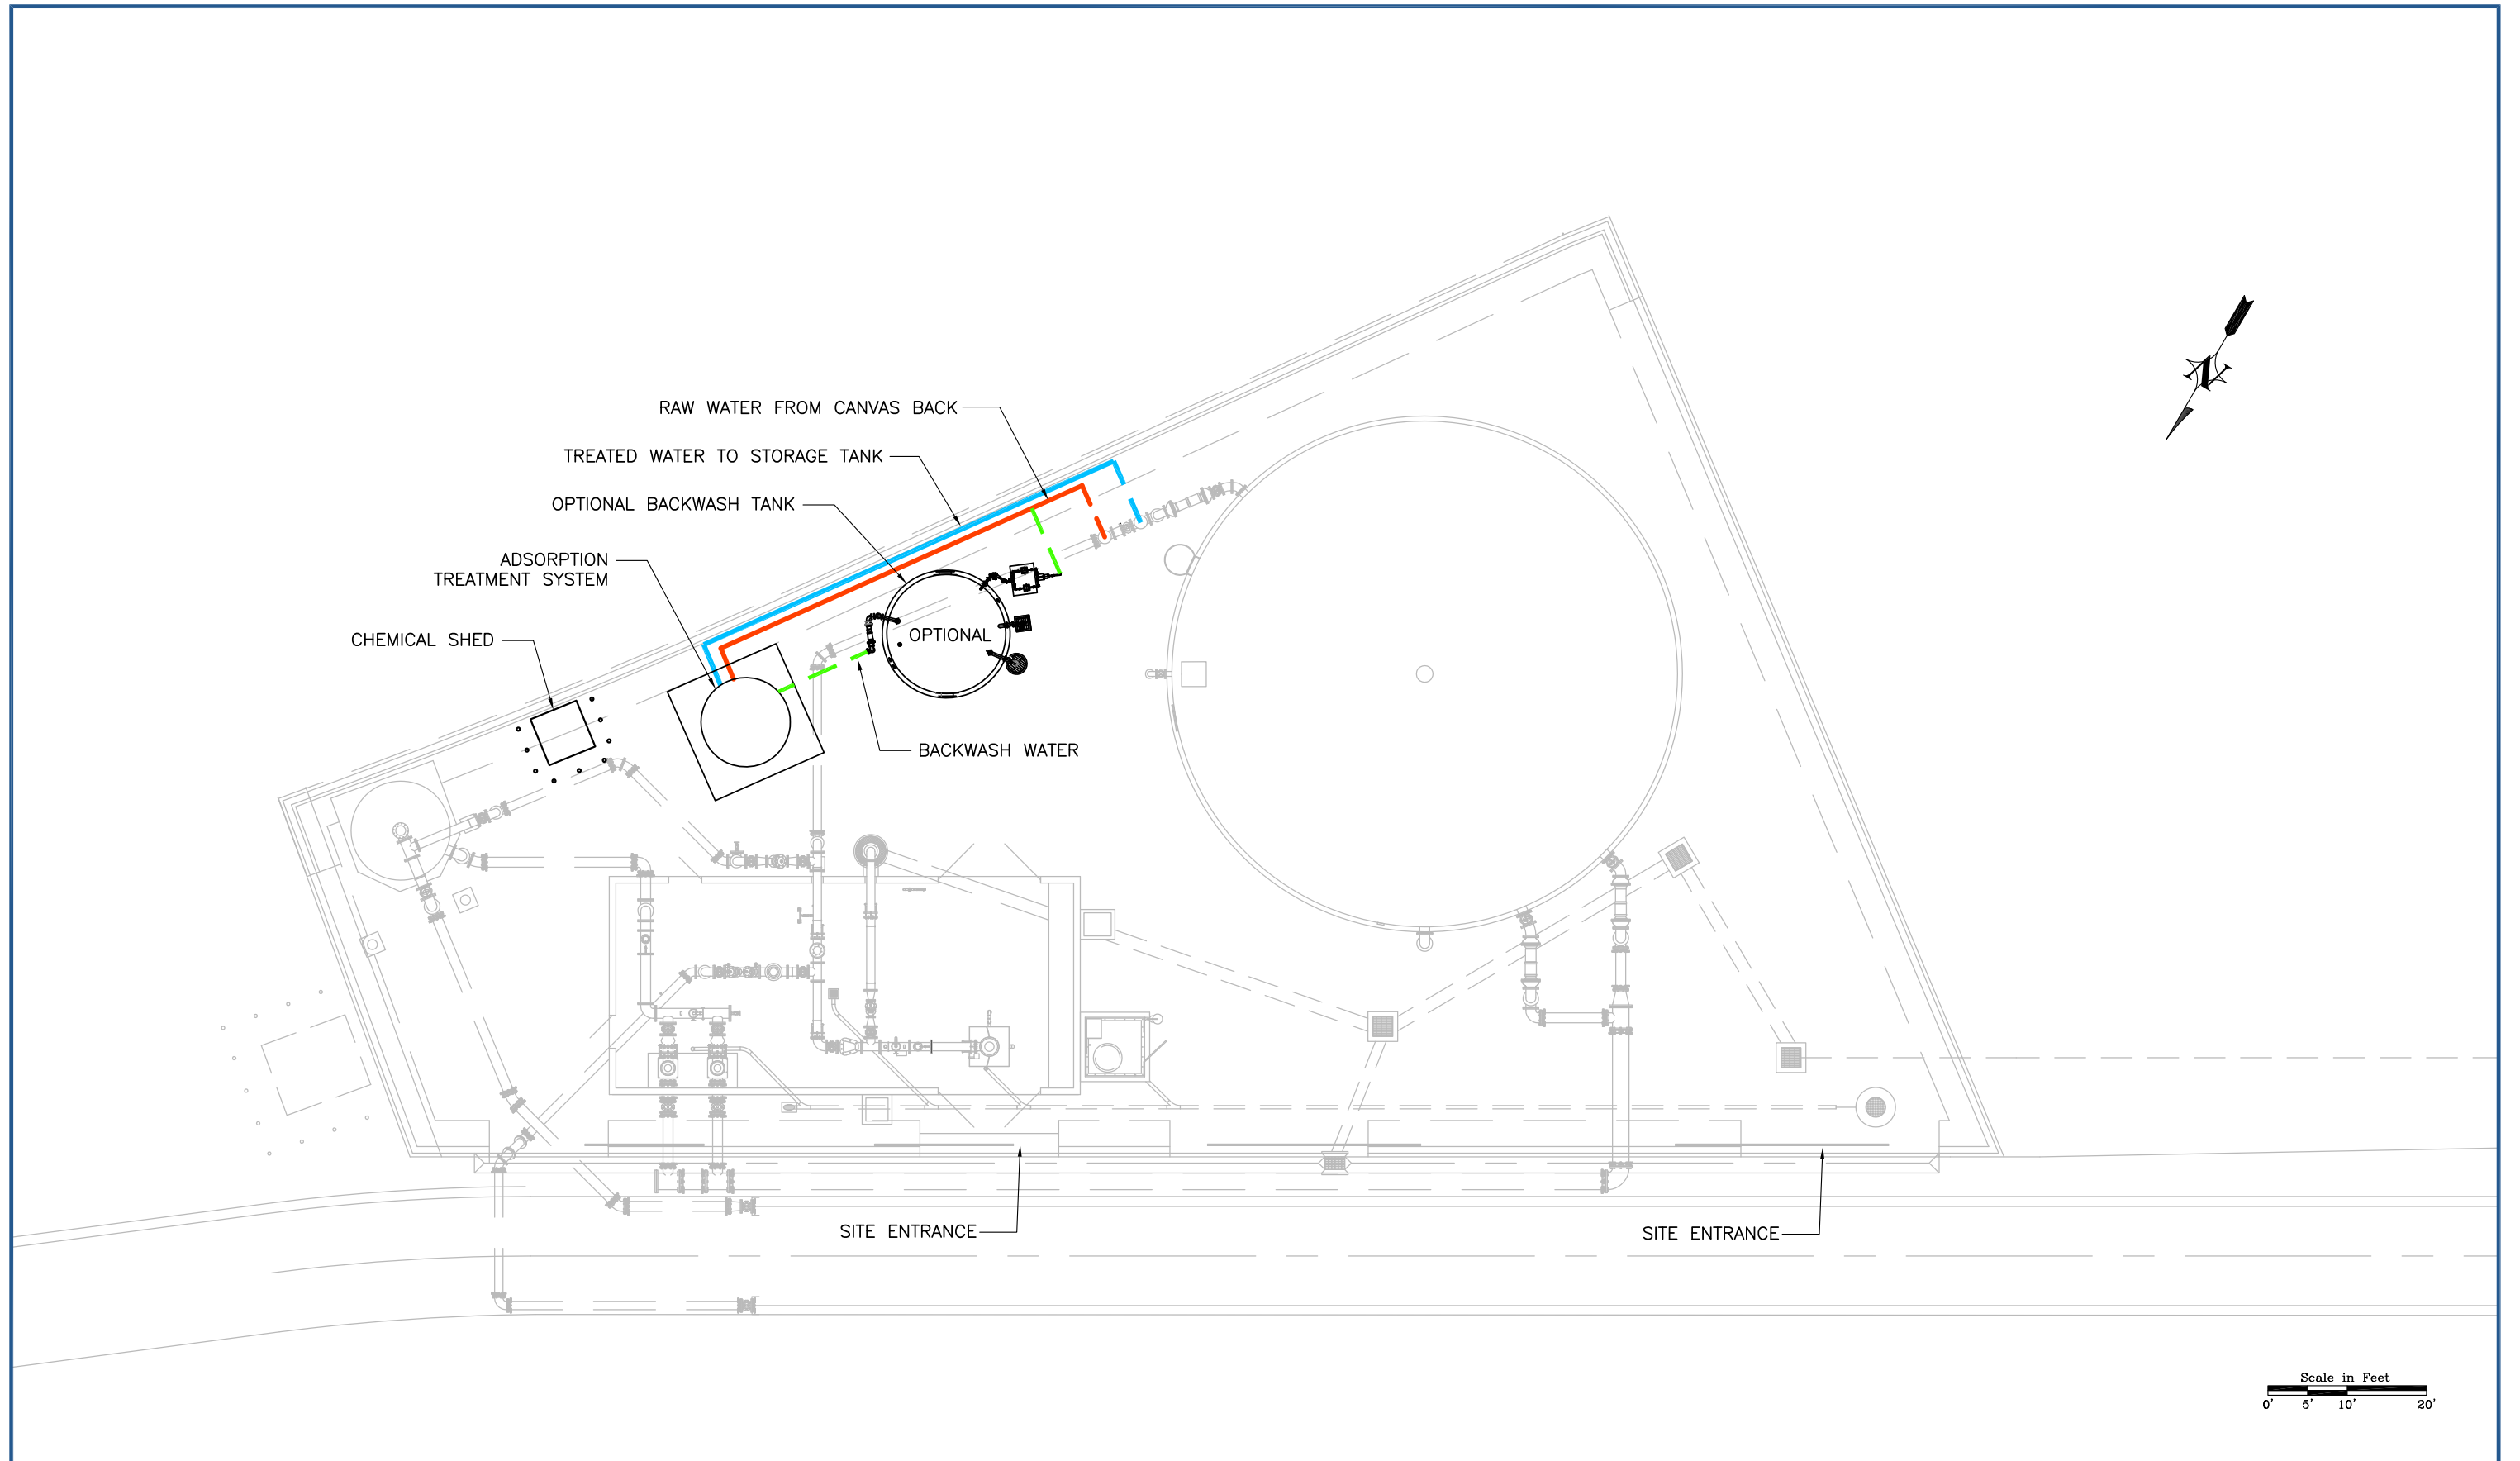 RAW WATER FROM CANVAS BACK
TREATED WATER TO STORAGE TANK
OPTIONAL BACKWASH TANK
ADSORPTION
TREATMENT SYSTEM
CHEMICAL SHED
OPTIONAL
BACKWASH WATER
N
SITE ENTRANCE
SITE ENTRANCE
Scale in Feet
0' 5' 10' 20'